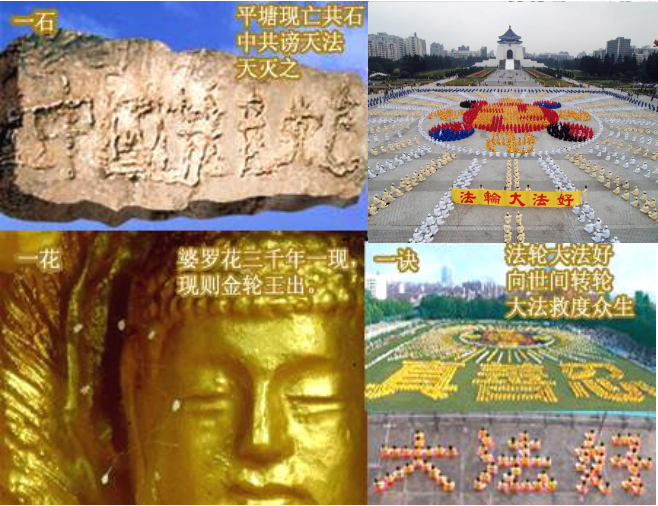 一石
平塘现亡共石
中共谤天法
天灭之
中國
法輪大法好
一花
婆罗花三千年一现
现则金轮王出。
一诀
法轮大法好
向世间转轮
大法救度众生
真善忍
大法好